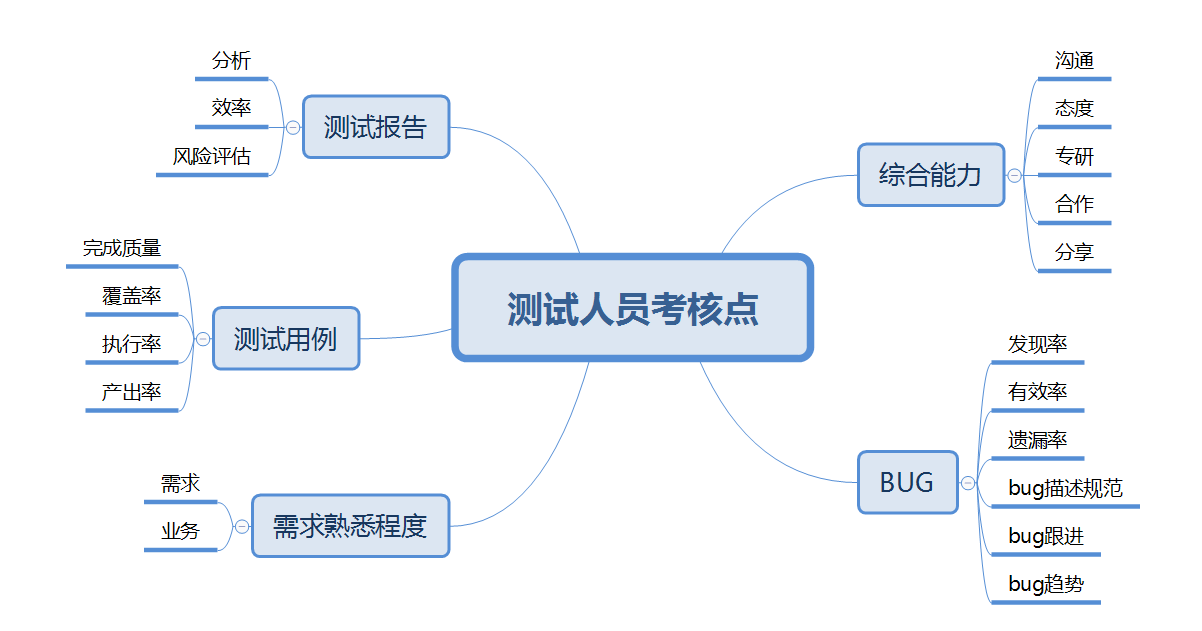 测试人员考核点
综合能力
沟通
态度
专研
合作
分享
BUG
发现率
有效率
遗漏率
bug描述规范
bug跟进
bug趋势
测试报告
分析
效率
风险评估
测试用例
完成质量
覆盖率
执行率
产出率
需求熟悉程度
需求
业务